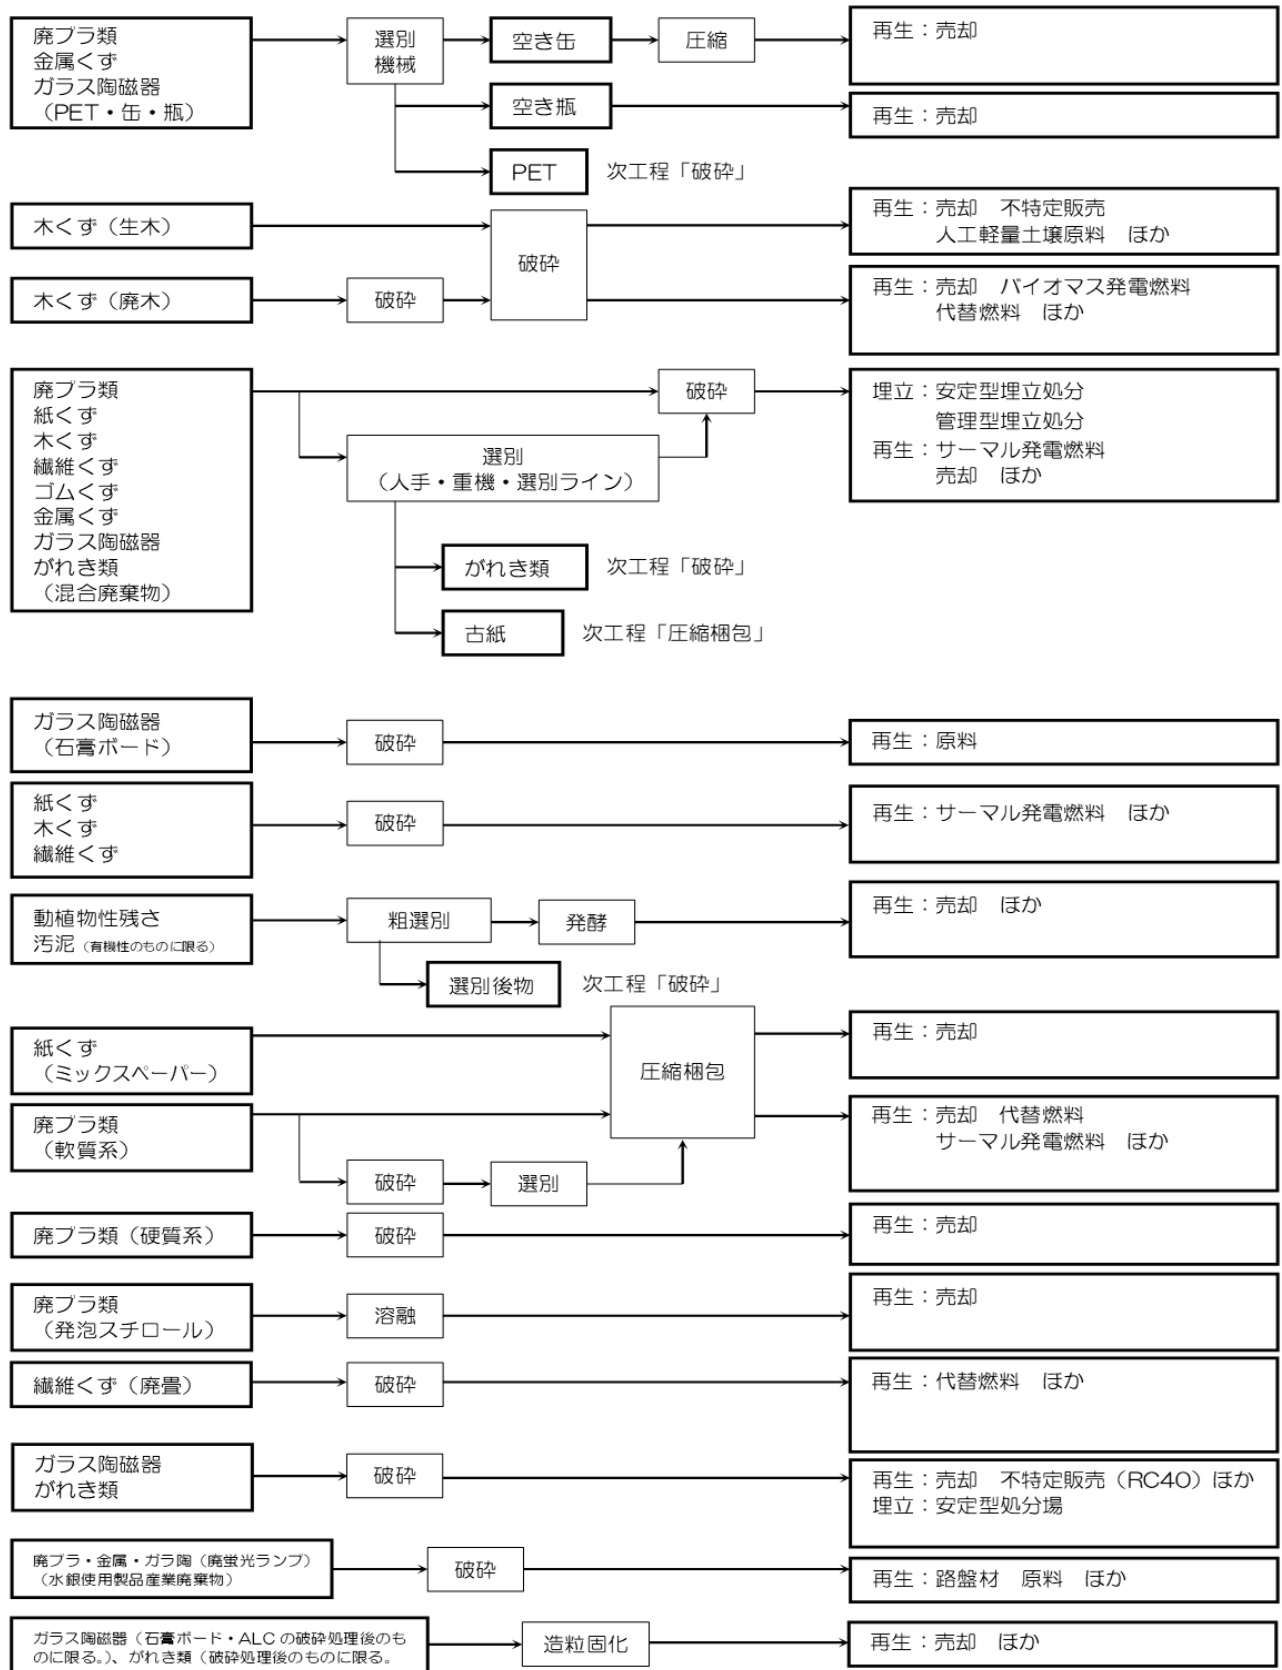 廃プラ類
金属くず
ガラス陶磁器
（PET・缶・瓶）
選別
機械
空き缶
圧縮
再生：売却
空き瓶
再生：売却
PET
次工程「破砕」
木くず（生木）
破砕
再生：売却　不特定販売
人工軽量土壌原料　ほか
木くず（廃木）
破砕
再生：売却　バイオマス発電燃料
代替燃料　ほか
廃プラ類
紙くず
木くず
繊維くず
ゴムくず
金属くず
ガラス陶磁器
がれき類
（混合廃棄物）
破砕
選別
（人手・重機・選別ライン）
埋立：安定型埋立処分
管理型埋立処分
再生：サーマル発電燃料
売却　ほか
がれき類
次工程「破砕」
古紙
次工程「圧縮梱包」
ガラス陶磁器
（石膏ボード）
破砕
再生：原料
紙くず
木くず
繊維くず
破砕
再生：サーマル発電燃料　ほか
動植物性残さ
汚泥（有機性のものに限る）
粗選別
発酵
再生：売却　ほか
選別後物
次工程「破砕」
紙くず
（ミックスペーパー）
圧縮梱包
再生：売却
廃プラ類
（軟質系）
破砕
選別
再生：売却　代替燃料
サーマル発電燃料　ほか
廃プラ類（硬質系）
破砕
再生：売却
廃プラ類
（発泡スチロール）
溶融
再生：売却
繊維くず（廃畳）
破砕
再生：代替燃料　ほか
ガラス陶磁器
がれき類
破砕
再生：売却　不特定販売（RC40）ほか
埋立：安定型処分場
廃プラ・金属・ガラ陶（廃蛍光ランプ）
（水銀使用製品産業廃棄物）
破砕
再生：路盤材　原料　ほか
ガラス陶磁器（石膏ボード・ALCの破砕処理後のも
のに限る。）、がれき類（破砕処理後のものに限る。
造粒固化
再生：売却　ほか